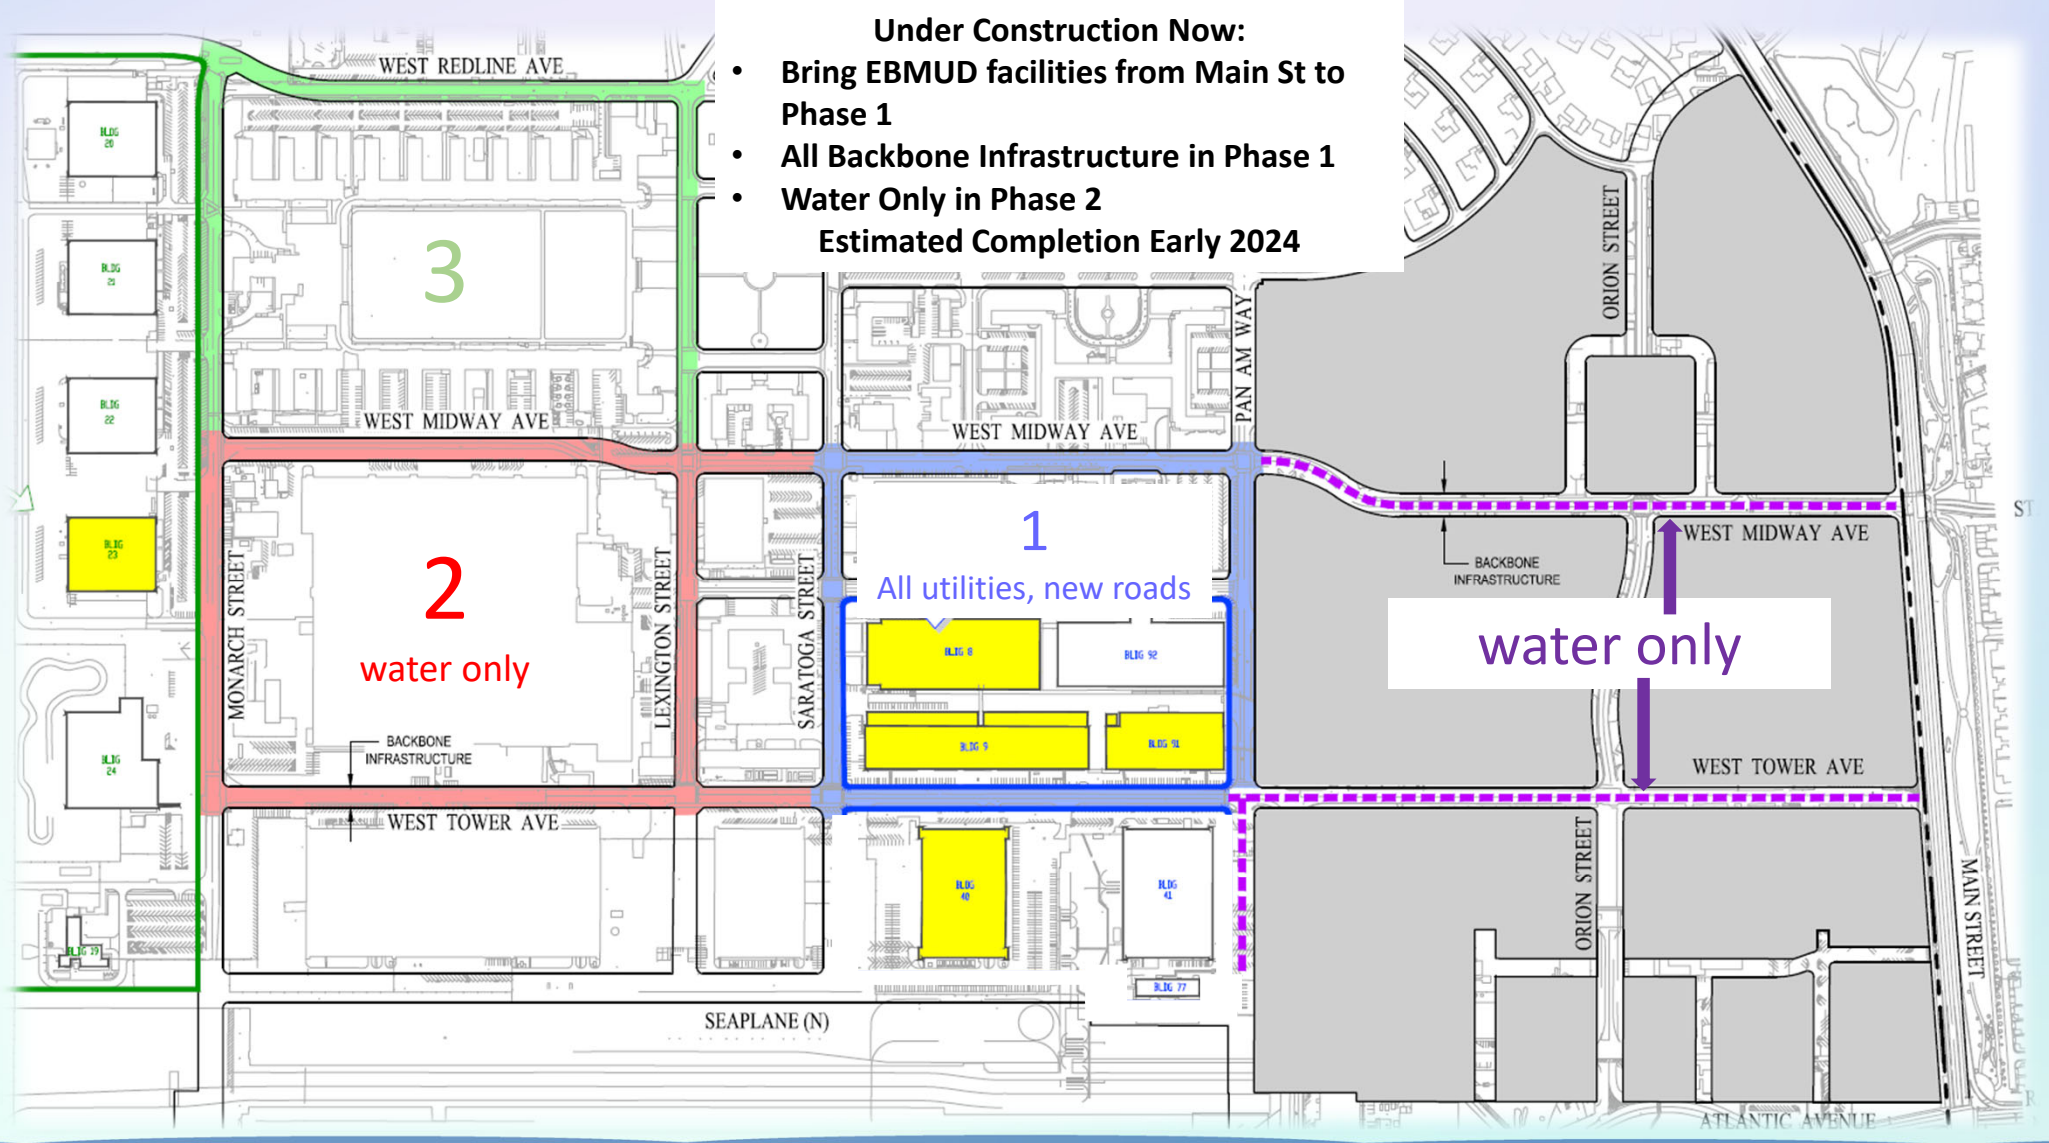 Under Construction Now:
• Bring EBMUD facilities from Main St to
Phase 1
• All Backbone Infrastructure in Phase 1
• Water Only in Phase 2
Estimated Completion Early 2024
WEST REDLINE AVE
BLDG
20
BLDG
21
3
ORION STREET
PAN AM WAY
BLDG
22
WEST MIDWAY AVE
WEST MIDWAY AVE
BLDG
23
MONARCH STREET
2
water only
LEXINGTON STREET
SARATOGA STREET
1
All utilities, new roads
BLDG 8
BLDG 92
BLDG 9
BLDG 91
ST
WEST MIDWAY AVE
BACKBONE
INFRASTRUCTURE
water only
WEST TOWER AVE
BACKBONE
INFRASTRUCTURE
BLDG
24
WEST TOWER AVE
BLDG
40
BLDG
41
ORION STREET
MAIN STREET
BLDG 19
BLDG 77
SEAPLANE (N)
ATLANTIC AVENUE
R